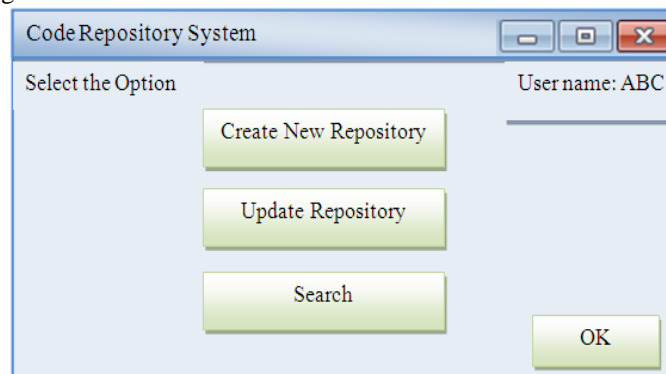 Code Repository System
Select the Option
User name: ABC
Create New Repository
Update Repository
Search
OK